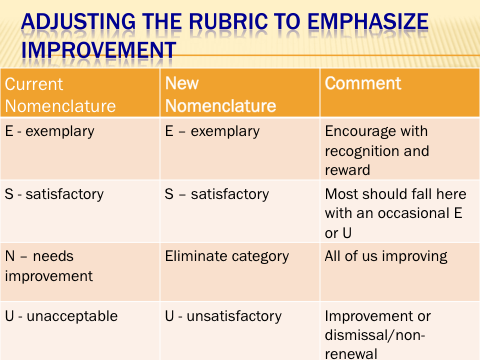 ADJUSTING THE RUBRIC TO EMPHASIZE
IMPROVEMENT
Current
Nomenclature
New
Nomenclature
Comment
E - exemplary
E – exemplary
Encourage with
recognition and
reward
S - satisfactory
S – satisfactory
Most should fall here
with an occasional E
or U
N – needs
improvement
Eliminate category
All of us improving
U - unacceptable
U - unsatisfactory
Improvement or
dismissal/non-
renewal